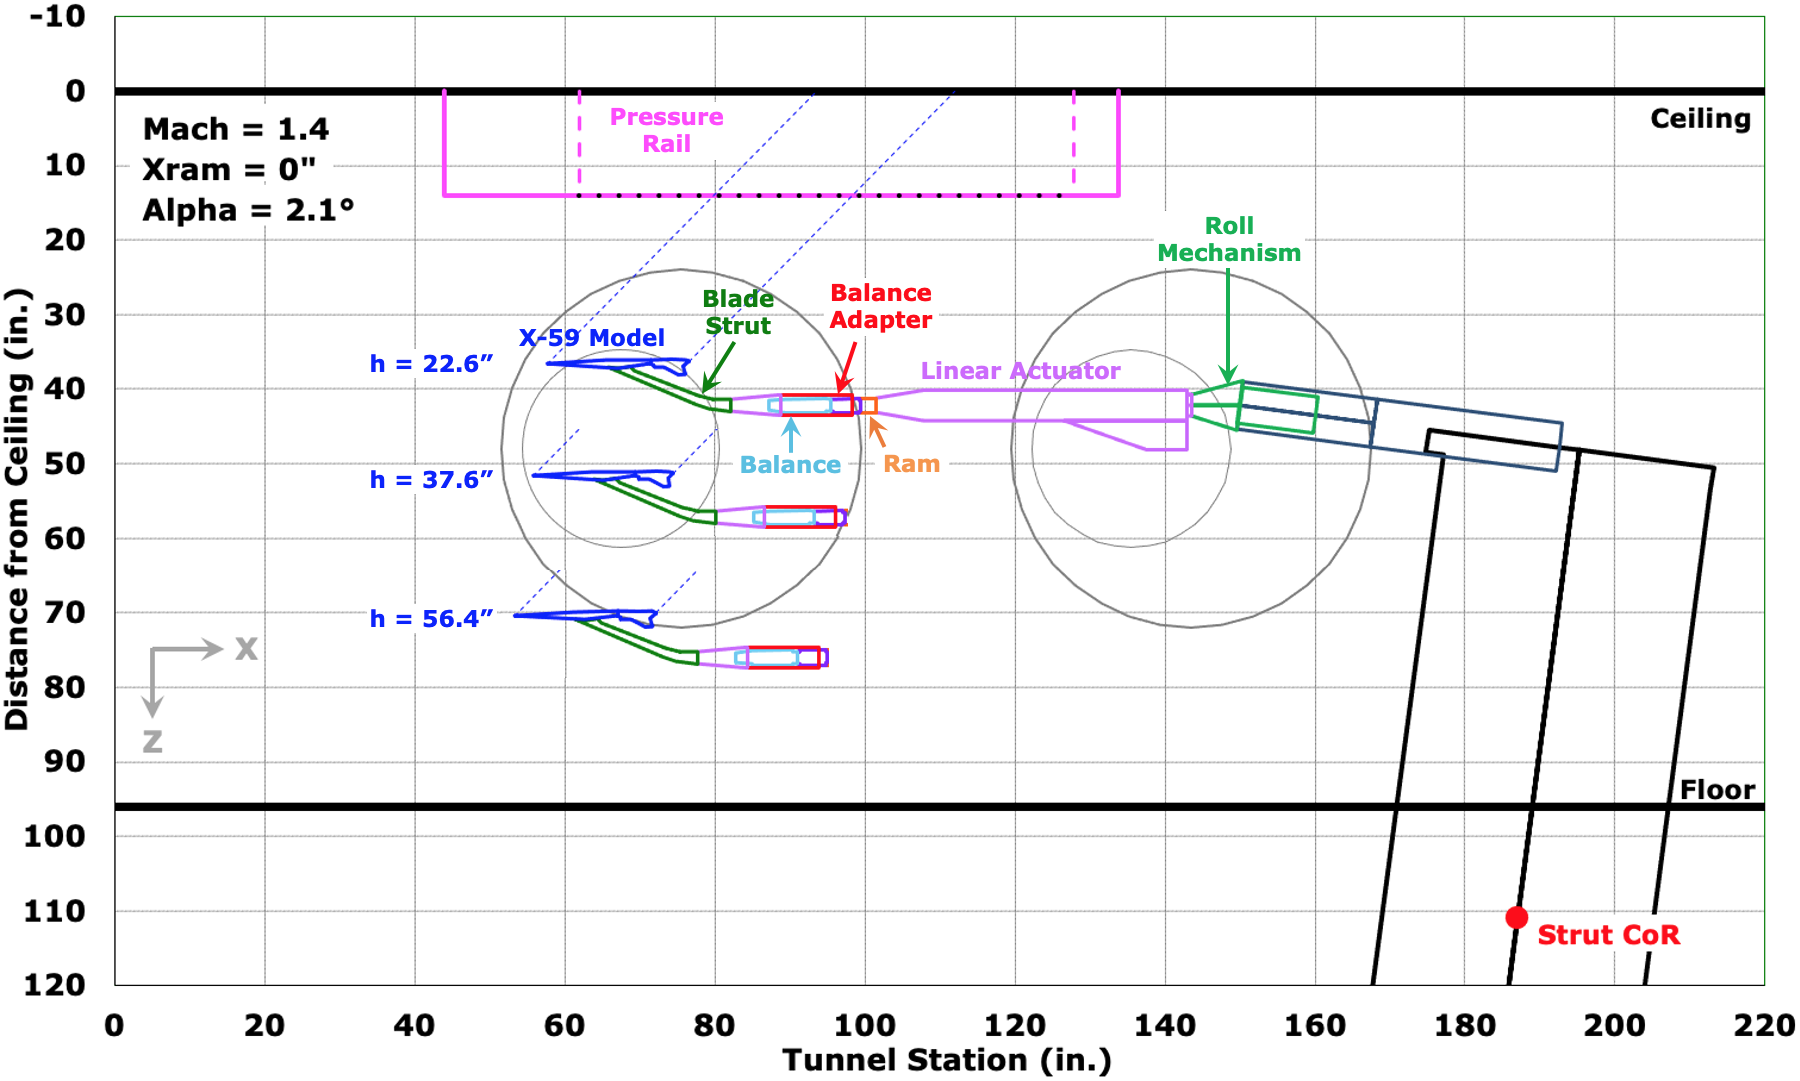 -10
0
10
20
30
40
50
60
70
80
90
100
110
120
Distance from Ceiling (in.)
Mach = 1.4
Xram = 0"
Alpha = 2.1°
Pressure
Rail
Ceiling
Roll
Mechanism
Blade
Strut
Balance
Adapter
X-59 Model
h = 22.6″
Linear Actuator
Balance
Ram
h = 37.6″
h = 56.4″
X
Z
Floor
Strut CoR
0 20 40 60 80 100 120 140 160 180 200 220
Tunnel Station (in.)